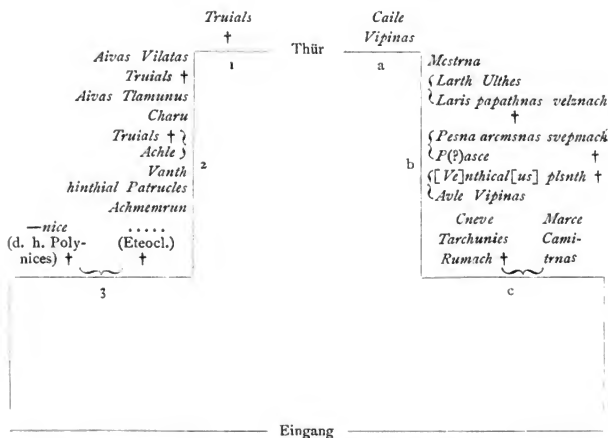 Truials
†
Thür
Caile
Vipinas
Aivas Vilatas
Truials †
Aivas Tlamunus
Charu
Truials †
Achle
Vanth
hinthial Patrucles
Achmemrun
—nice
(d. h. Poly-
nices) †
.....
(Eteocl.)
†
1
2
3
a
b
c
Mcstrna
Larth Ulthes
Laris papathnas velznach
†
Pesna arcmsnas svepmach
P(?)asce †
[Ve]nthical[us] plsnth †
Avle Vipinas
Cneve
Tarchunies
Rumach †
Marce
Cami-
trnas
Eingang